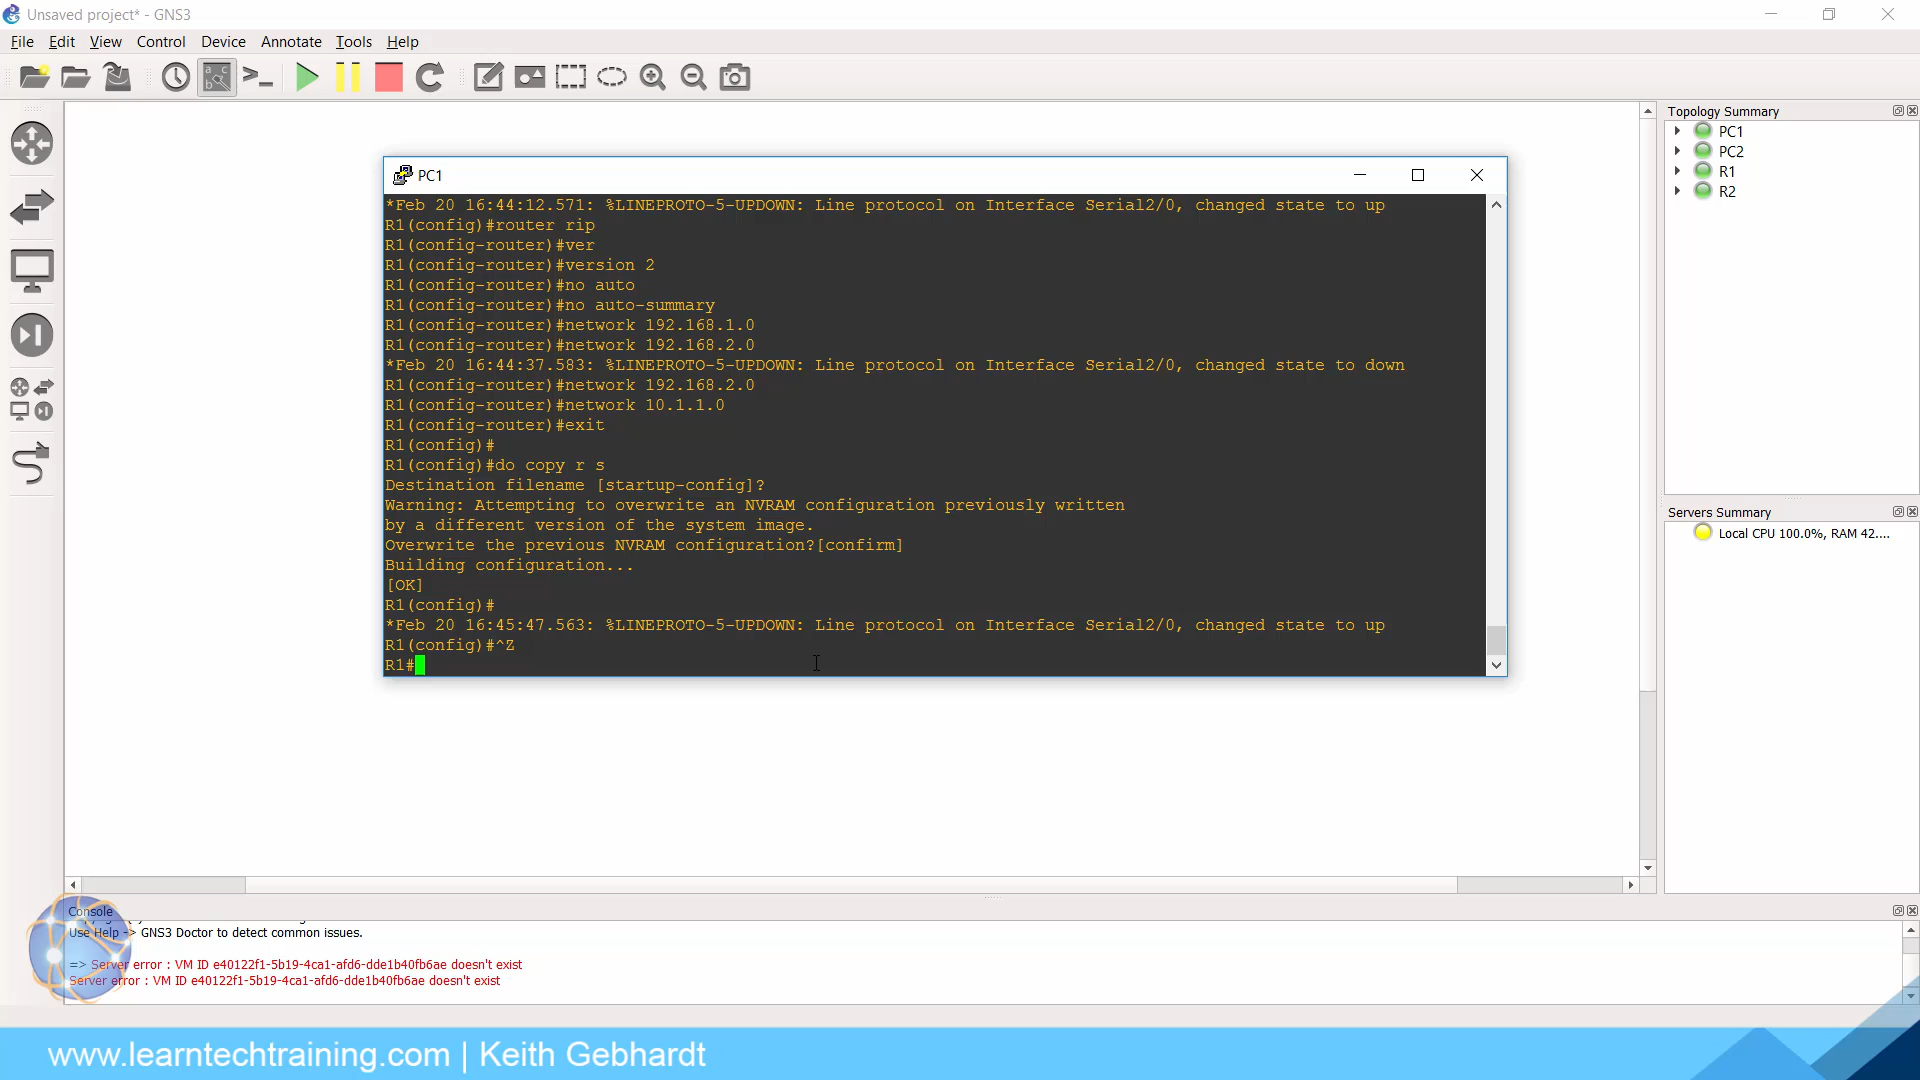 Unsaved project* - GNS3
File Edit View Control Device Annotate Tools Help
Topology Summary
PC1
PC2
R1
R2
PC1
*Feb 20 16:44:12.571: %LINEPROTO-5-UPDOWN: Line protocol on Interface Serial2/0, changed state to up
R1(config)#router rip
R1(config-router)#ver
R1(config-router)#version 2
R1(config-router)#no auto
R1(config-router)#no auto-summary
R1(config-router)#network 192.168.1.0
R1(config-router)#network 192.168.2.0
*Feb 20 16:44:37.583: %LINEPROTO-5-UPDOWN: Line protocol on Interface Serial2/0, changed state to down
R1(config-router)#network 192.168.2.0
R1(config-router)#network 10.1.1.0
R1(config-router)#exit
R1(config)#
R1(config)#do copy r s
Destination filename [startup-config]?
Warning: Attempting to overwrite an NVRAM configuration previously written
by a different version of the system image.
Overwrite the previous NVRAM configuration?[confirm]
Building configuration...
[OK]
R1(config)#
*Feb 20 16:45:47.563: %LINEPROTO-5-UPDOWN: Line protocol on Interface Serial2/0, changed state to up
R1(config)#^Z
R1#
Servers Summary
Local CPU 100.0%, RAM 42....
Console
Use Help -> GNS3 Doctor to detect common issues.
=> Server error : VM ID e40122f1-5b19-4ca1-afd6-dde1b40fb6ae doesn't exist
Server error : VM ID e40122f1-5b19-4ca1-afd6-dde1b40fb6ae doesn't exist
www.learntechtraining.com | Keith Gebhardt